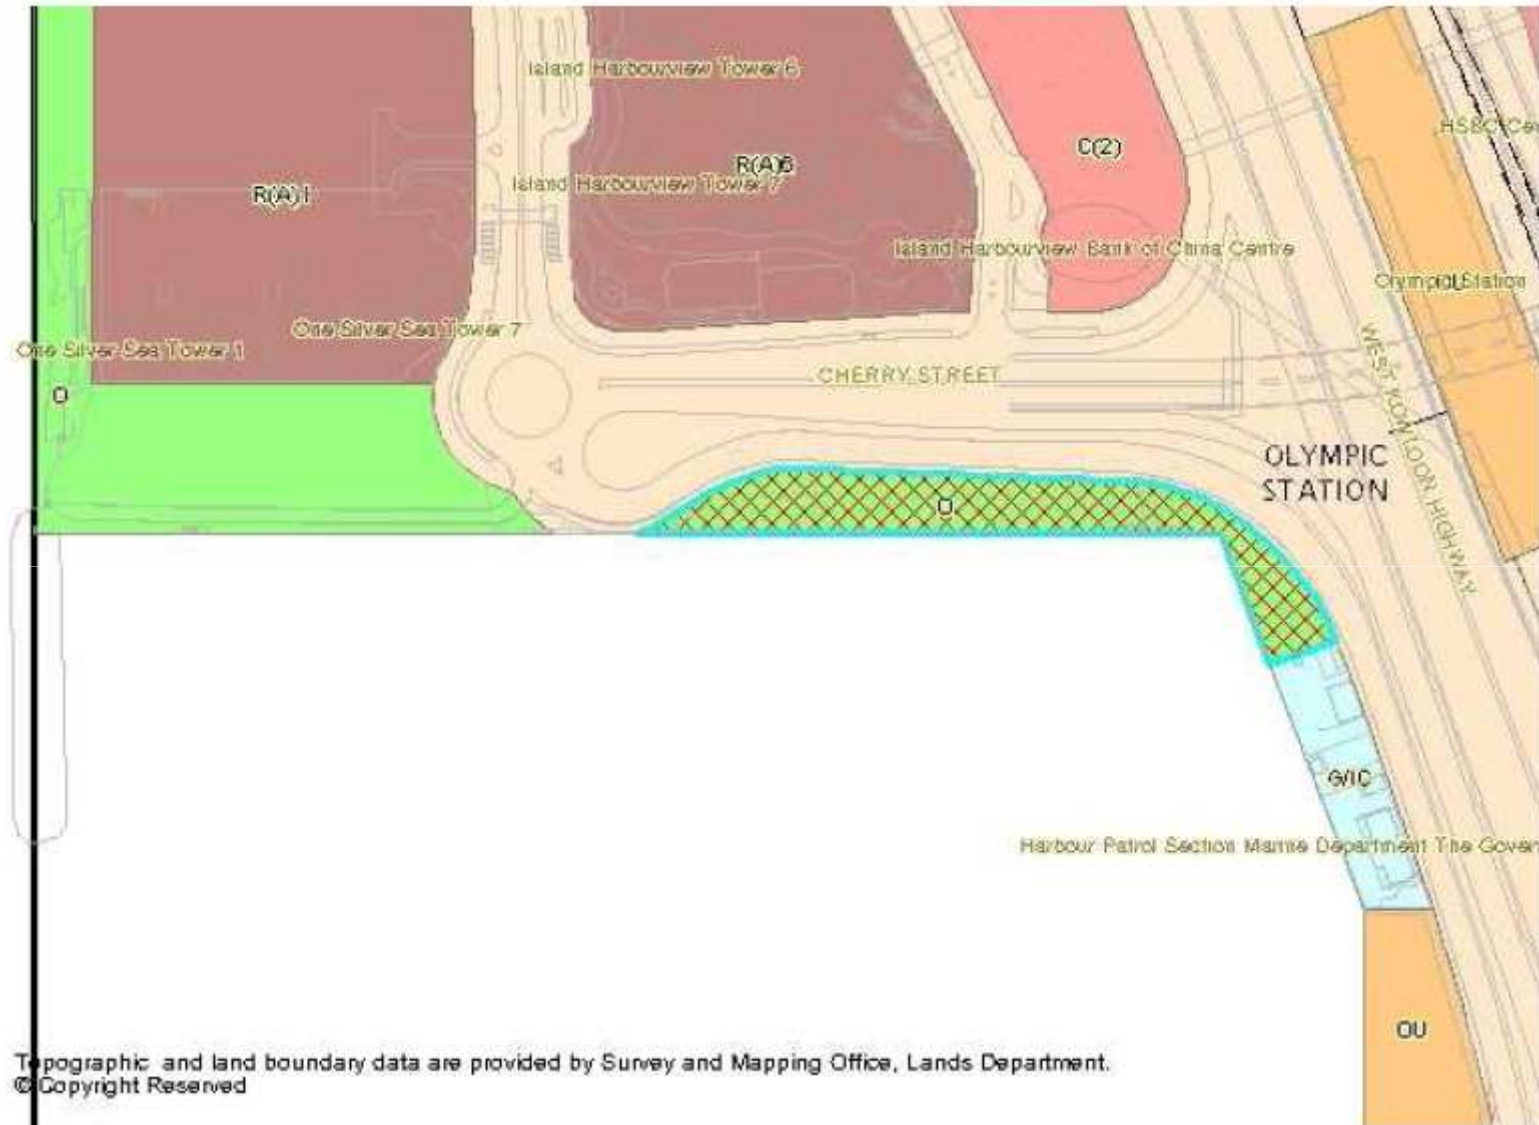 Island Harbourview Tower 6
HSBC Cen
C(2)
R(A)6
Island Harbourview Tower 7
R(A)1
Island Harbourview Bank of China Centre
Olympic Station
One Silver Sea Tower 7
One Silver Sea Tower 1
CHERRY STREET
WEST KOWLOON HIGHWAY
O
OLYMPIC
STATION
O
G/IC
Harbour Patrol Section Marine Department The Gover
OU
Topographic and land boundary data are provided by Survey and Mapping Office, Lands Department.
© Copyright Reserved